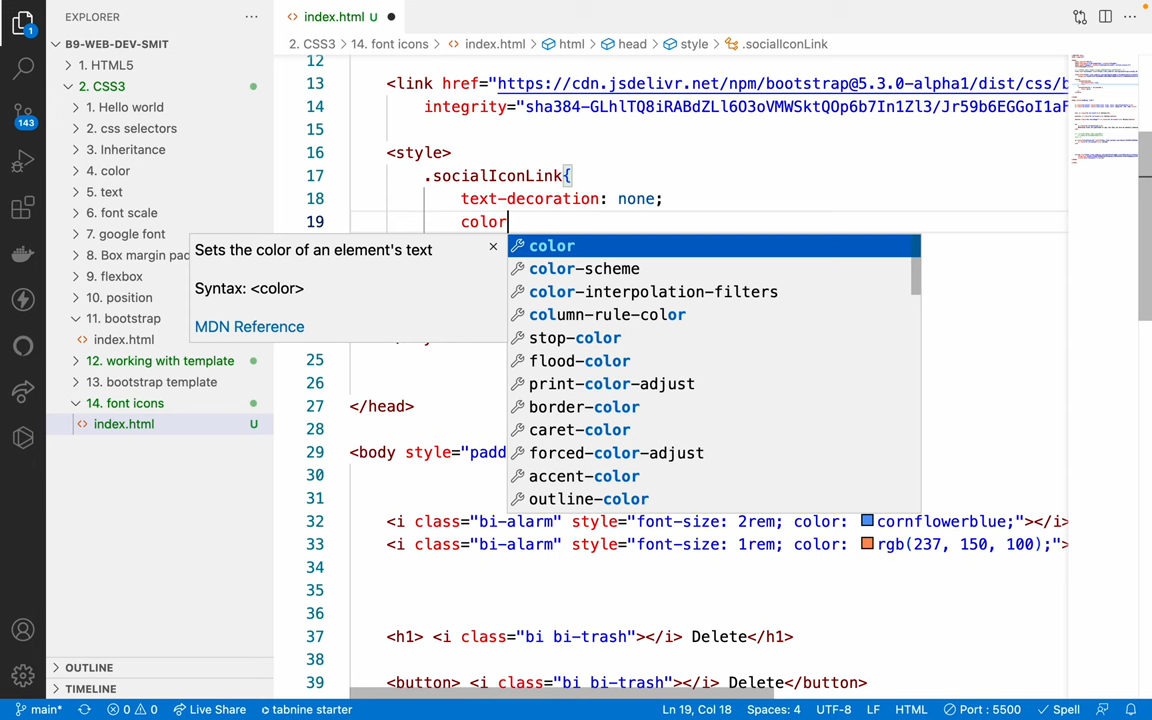 EXPLORER
index.html U
1
B9-WEB-DEV-SMIT
2. CSS3 > 14. font icons > index.html > html > head > style > .socialIconLink
1. HTML5
2. CSS3
1. Hello world
2. css selectors
3. Inheritance
4. color
5. text
6. font scale
7. google font
8. Box margin pad
9. flexbox
10. position
11. bootstrap
index.html
12. working with template
13. bootstrap template
14. font icons
index.html U
143
12
13 <link href="https://cdn.jsdelivr.net/npm/bootstrap@5.3.0-alpha1/dist/css/b
14 integrity="sha384-GLhlTQ8iRABdZLl6O3oVMWSktQOp6b7In1Zl3/Jr59b6EGGoI1aF
15
16 <style>
17 .socialIconLink{
18 text-decoration: none;
19 color
Sets the color of an element's text
Syntax: <color>
MDN Reference
color
color-scheme
color-interpolation-filters
column-rule-color
stop-color
flood-color
print-color-adjust
border-color
caret-color
forced-color-adjust
accent-color
outline-color
25
26
27 </head>
28
29 <body style="padd
30
31
32 <i class="bi-alarm" style="font-size: 2rem; color: cornflowerblue;"></i>
33 <i class="bi-alarm" style="font-size: 1rem; color: rgb(237, 150, 100);">
34
35
36
37 <h1> <i class="bi bi-trash"></i> Delete</h1>
38
39 <button> <i class="bi bi-trash"></i> Delete</button>
OUTLINE
TIMELINE
main* 0 0 Live Share tabnine starter Ln 19, Col 18 Spaces: 4 UTF-8 LF HTML Port : 5500 Spell